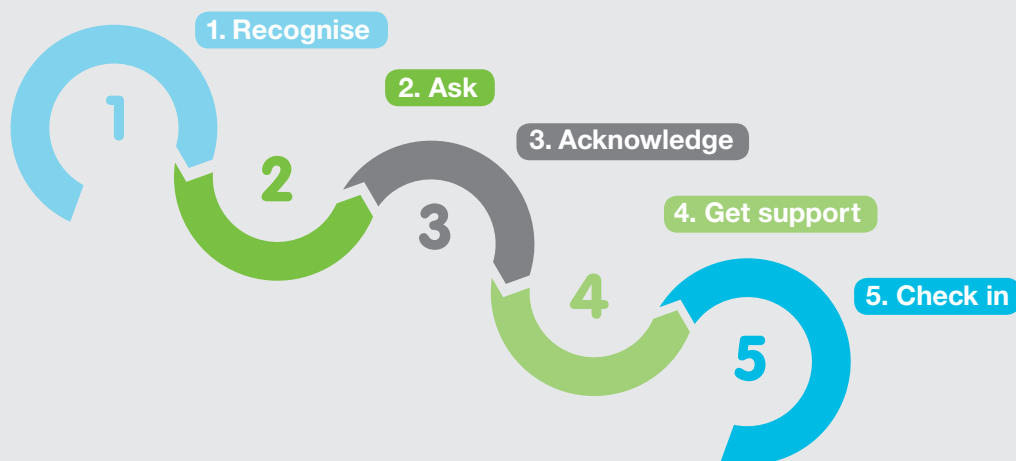 1. Recognise
1
2. Ask
2
3. Acknowledge
3
4. Get support
4
5. Check in
5